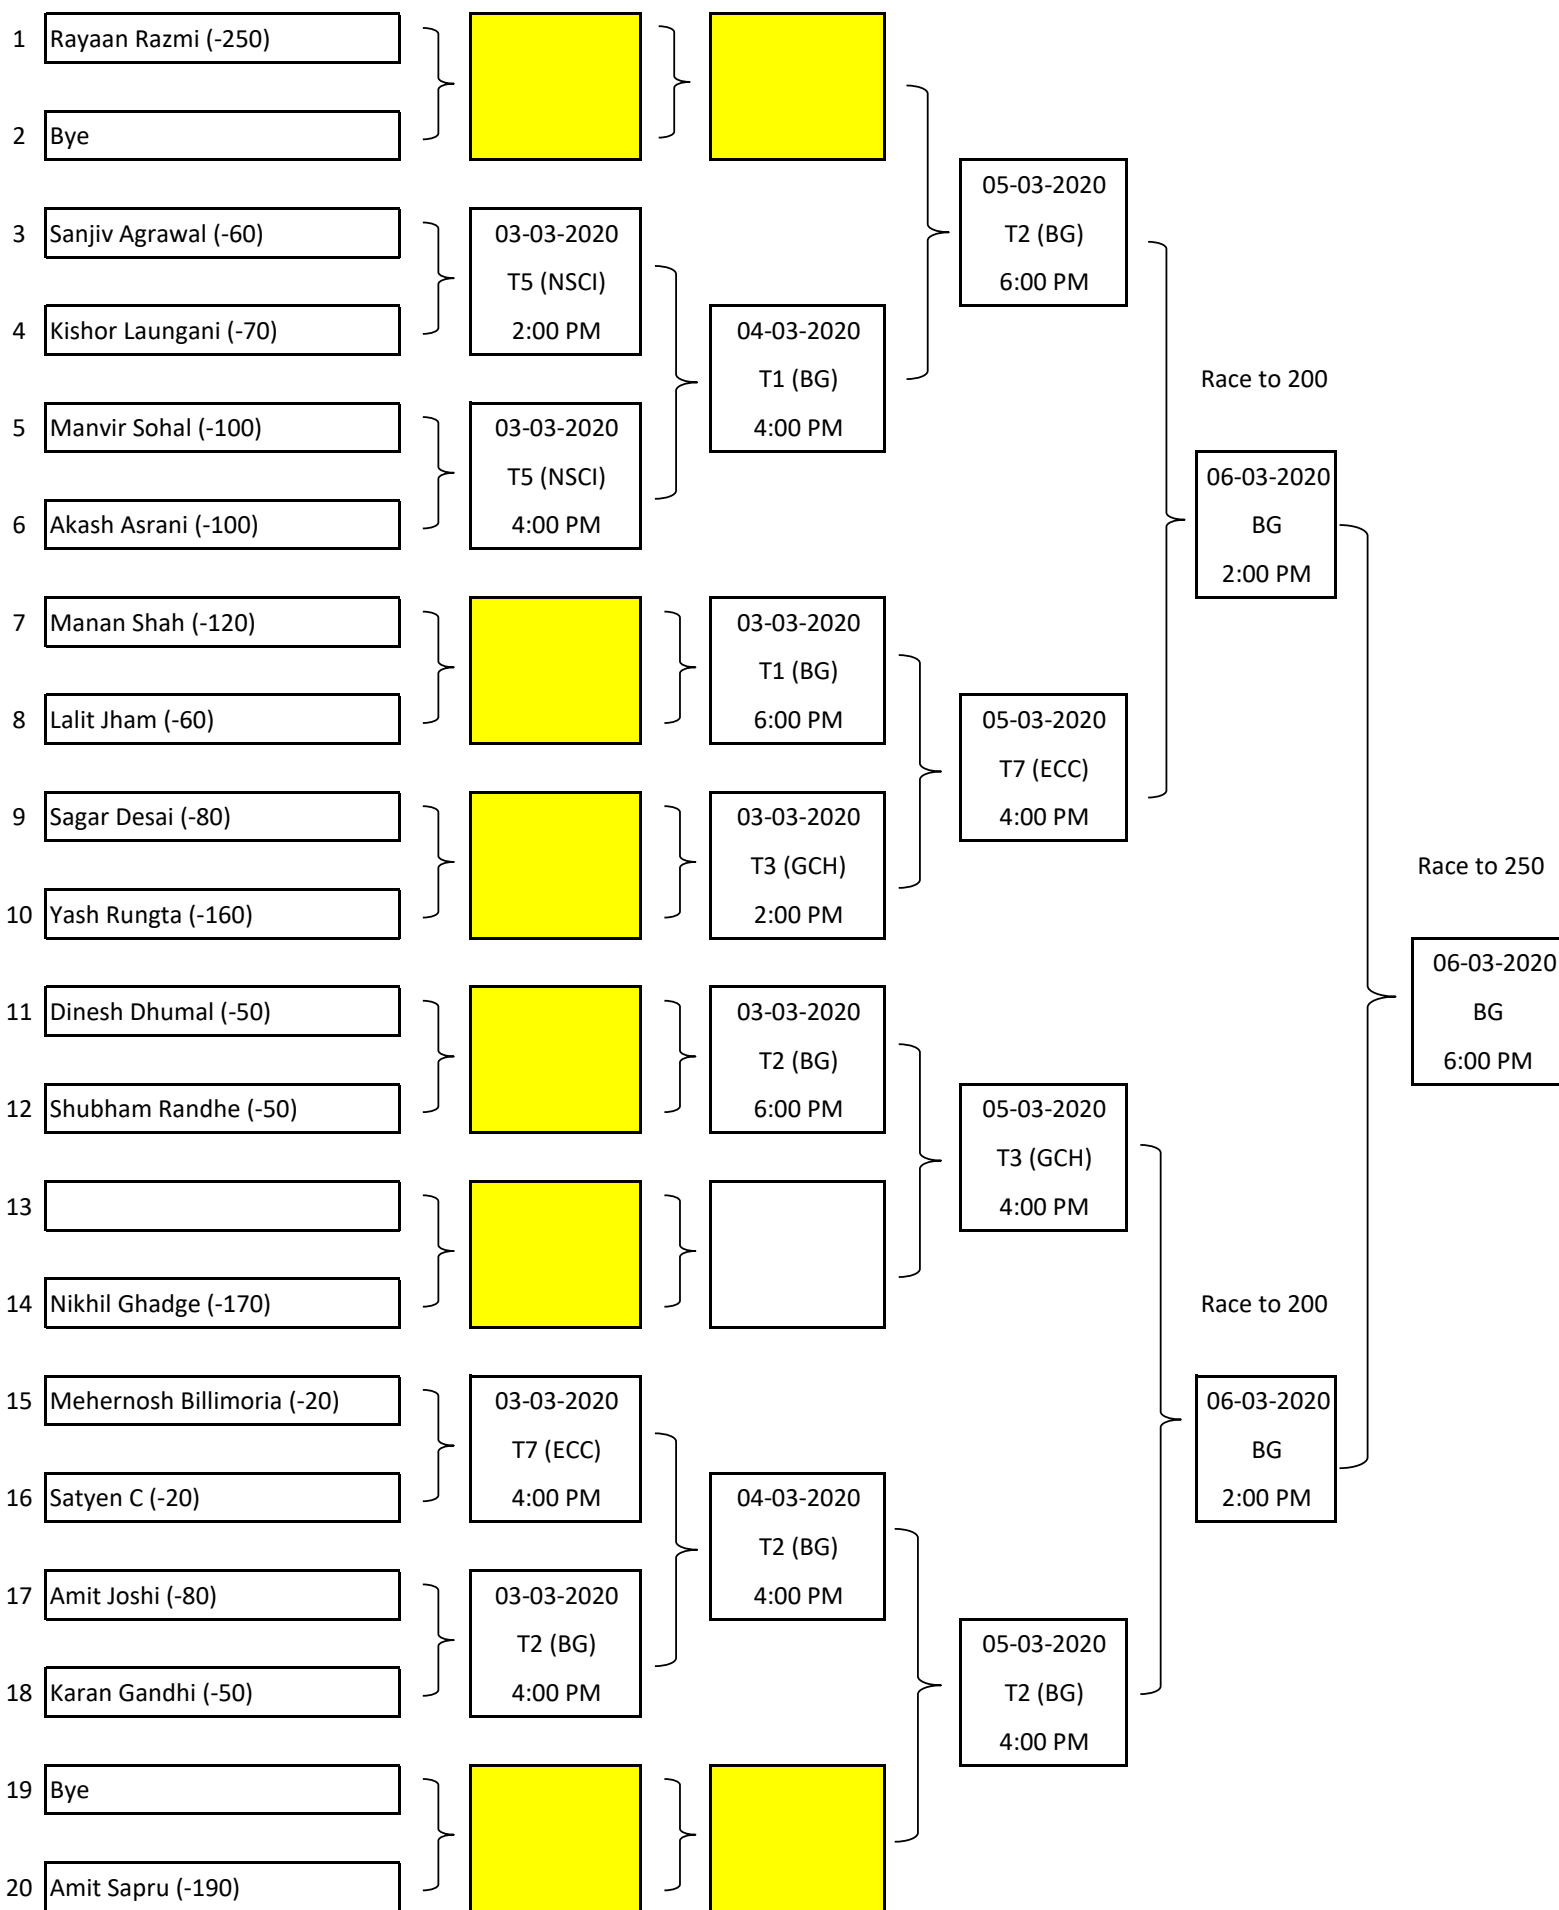 1 Rayaan Razmi (-250)
2 Bye
05-03-2020
3 Sanjiv Agrawal (-60) 03-03-2020 T2 (BG)
T5 (NSCI) 6:00 PM
4 Kishor Laungani (-70) 2:00 PM 04-03-2020
T1 (BG) Race to 200
5 Manvir Sohal (-100) 03-03-2020 4:00 PM
T5 (NSCI) 06-03-2020
6 Akash Asrani (-100) 4:00 PM BG
2:00 PM
7 Manan Shah (-120) 03-03-2020
T1 (BG)
8 Lalit Jham (-60) 6:00 PM 05-03-2020
T7 (ECC)
9 Sagar Desai (-80) 03-03-2020 4:00 PM
T3 (GCH) Race to 250
10 Yash Rungta (-160) 2:00 PM
06-03-2020
11 Dinesh Dhumal (-50) 03-03-2020 BG
T2 (BG) 6:00 PM
12 Shubham Randhe (-50) 6:00 PM 05-03-2020
T3 (GCH)
13 4:00 PM
14 Nikhil Ghadge (-170) Race to 200
15 Mehernosh Billimoria (-20) 03-03-2020 06-03-2020
T7 (ECC) BG
16 Satyen C (-20) 4:00 PM 04-03-2020 2:00 PM
T2 (BG)
17 Amit Joshi (-80) 03-03-2020 4:00 PM
T2 (BG) 05-03-2020
18 Karan Gandhi (-50) 4:00 PM T2 (BG)
4:00 PM
19 Bye
20 Amit Sapru (-190)